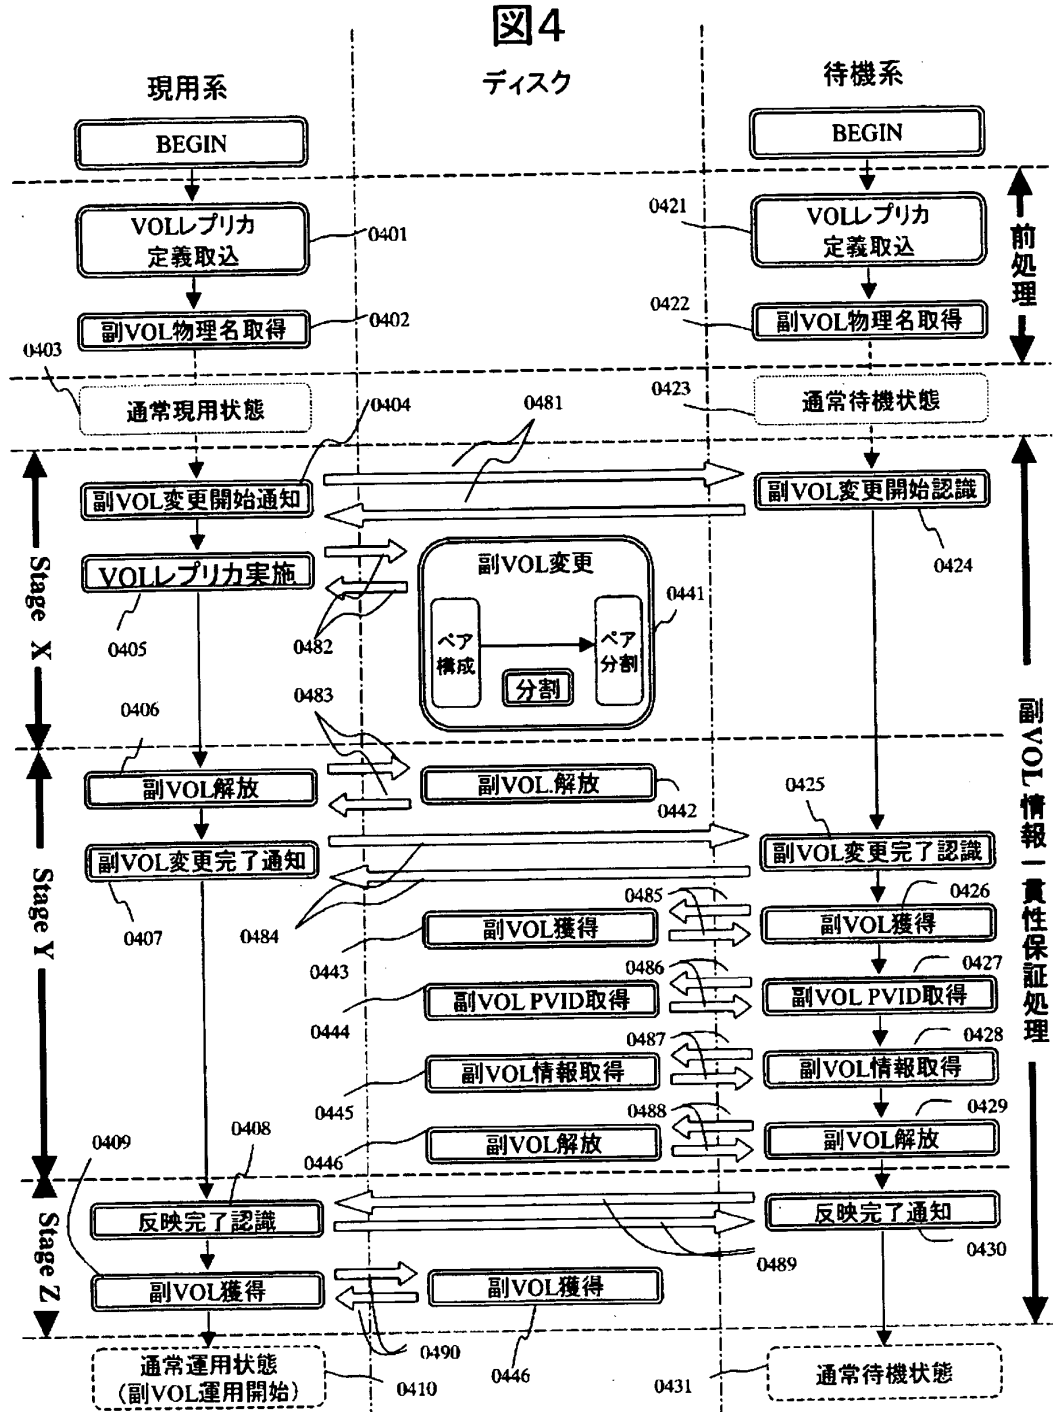 図4
現用系
ディスク
待機系
BEGIN
BEGIN
VOLレプリカ
定義取込
0401
0421
VOLレプリカ
定義取込
前処理
副VOL物理名取得
0402
0422
副VOL物理名取得
0403
通常現用状態
0404
0481
0423
通常待機状態
Stage X
副VOL変更開始通知
副VOL変更開始認識
0424
VOLレプリカ実施
0405
0482
副VOL変更
ペア
構成
ペア
分割
分割
0441
副VOL情報一貫性保証処理
0406
0483
Stage Y
副VOL解放
副VOL.解放
0442
0425
副VOL変更完了通知
副VOL変更完了認識
0407
0484
0485
0426
副VOL獲得
副VOL獲得
0443
0486
0427
副VOL PVID取得
副VOL PVID取得
0444
0487
0428
副VOL情報取得
副VOL情報取得
0445
0488
0429
副VOL解放
副VOL解放
0446
0409
0408
Stage Z
反映完了認識
反映完了通知
0489
0430
副VOL獲得
副VOL獲得
0490
0446
通常運用状態
(副VOL運用開始)
0410
0431
通常待機状態